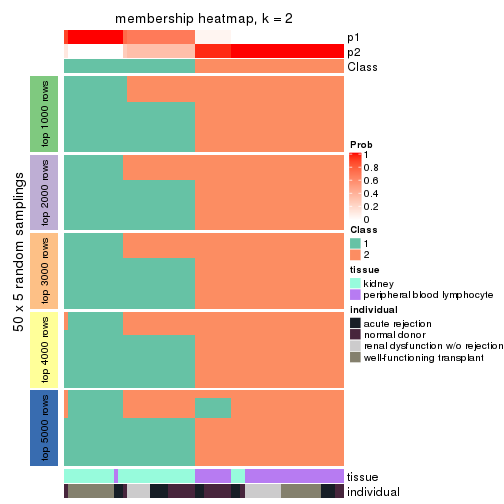 membership heatmap, k = 2
p1
p2
Class
50 x 5 random samplings
top 1000 rows
top 2000 rows
top 3000 rows
top 4000 rows
top 5000 rows
Prob
1
0.8
0.6
0.4
0.2
0
Class
1
2
tissue
kidney
peripheral blood lymphocyte
individual
acute rejection
normal donor
renal dysfunction w/o rejection
well-functioning transplant
tissue
individual